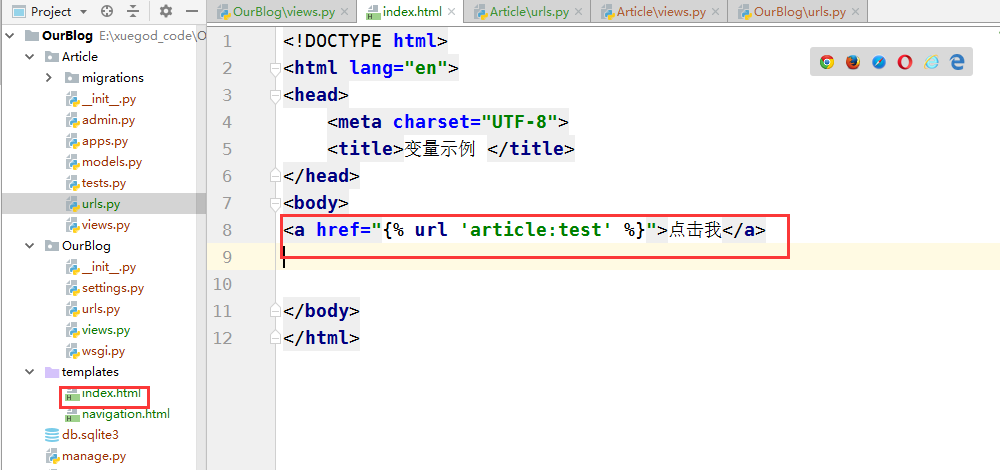 Project
OurBlog\views.py
index.html
Article\urls.py
Article\views.py
OurBlog\urls.py
OurBlog E:\xuegod_code\O
Article
migrations
__init__.py
admin.py
apps.py
models.py
tests.py
urls.py
views.py
OurBlog
__init__.py
settings.py
urls.py
views.py
wsgi.py
templates
index.html
navigation.html
db.sqlite3
manage.py
1 <!DOCTYPE html>
2 <html lang="en">
3 <head>
4 <meta charset="UTF-8">
5 <title>变量示例 </title>
6 </head>
7 <body>
8 <a href="{% url 'article:test' %}">点击我</a>
9
10
11 </body>
12 </html>